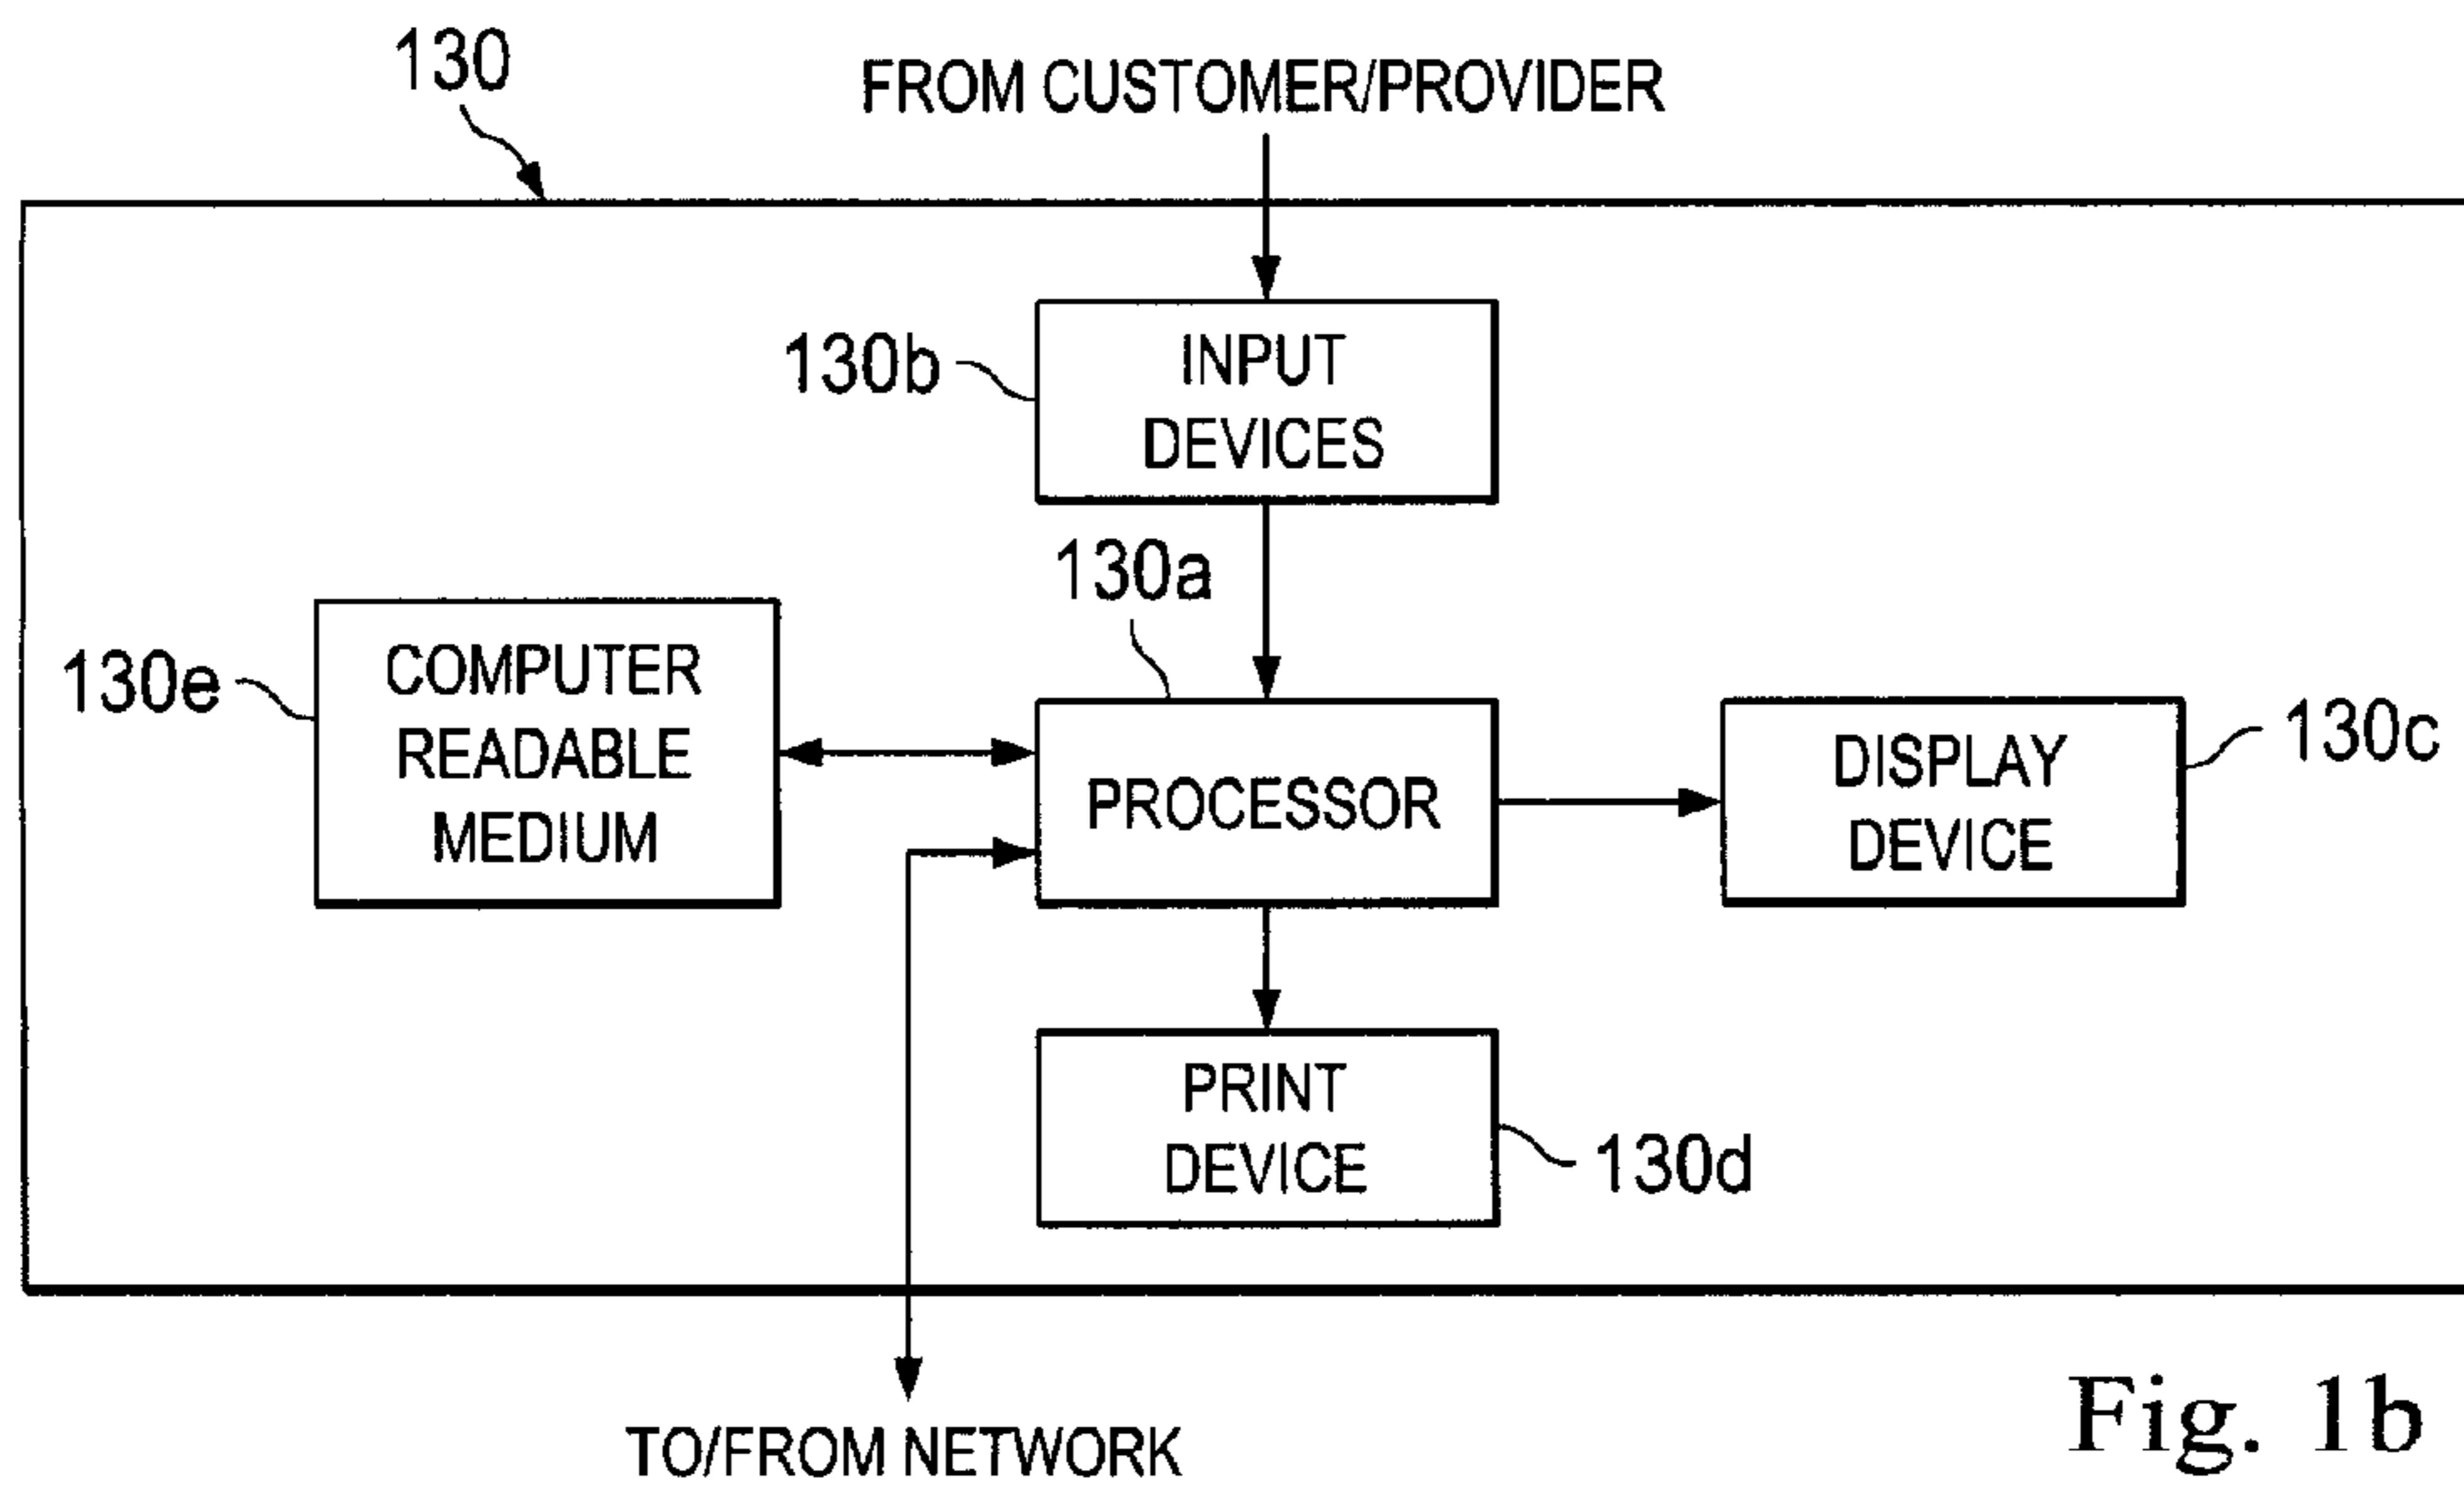 130
FROM CUSTOMER/PROVIDER
130b
INPUT
DEVICES
130a
130e
COMPUTER
READABLE
MEDIUM
PROCESSOR
DISPLAY
DEVICE
130c
PRINT
DEVICE
130d
TO/FROM NETWORK
Fig. 1b